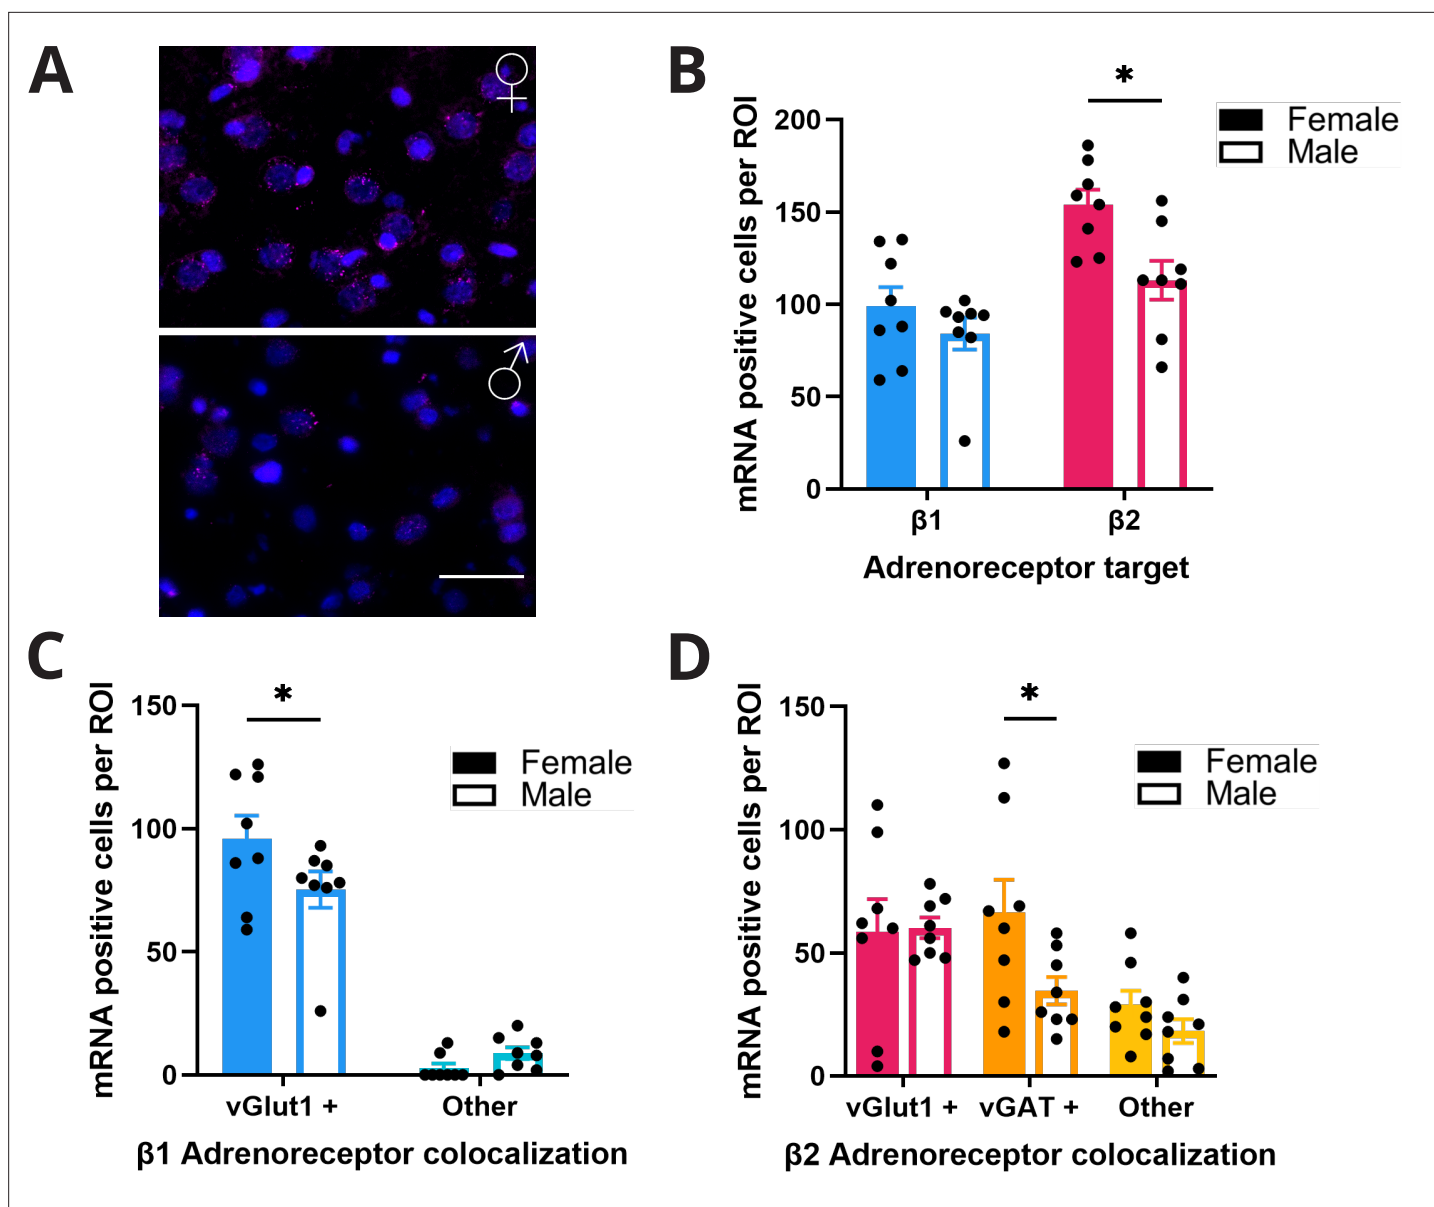 A
♀
♂
B
*
mRNA positive cells per ROI
200
150
100
50
0
β1
β2
Adrenoreceptor target
Female
Male
C
*
mRNA positive cells per ROI
150
100
50
0
vGlut1 +
Other
β1 Adrenoreceptor colocalization
Female
Male
D
*
mRNA positive cells per ROI
150
100
50
0
vGlut1 +
vGAT +
Other
β2 Adrenoreceptor colocalization
Female
Male